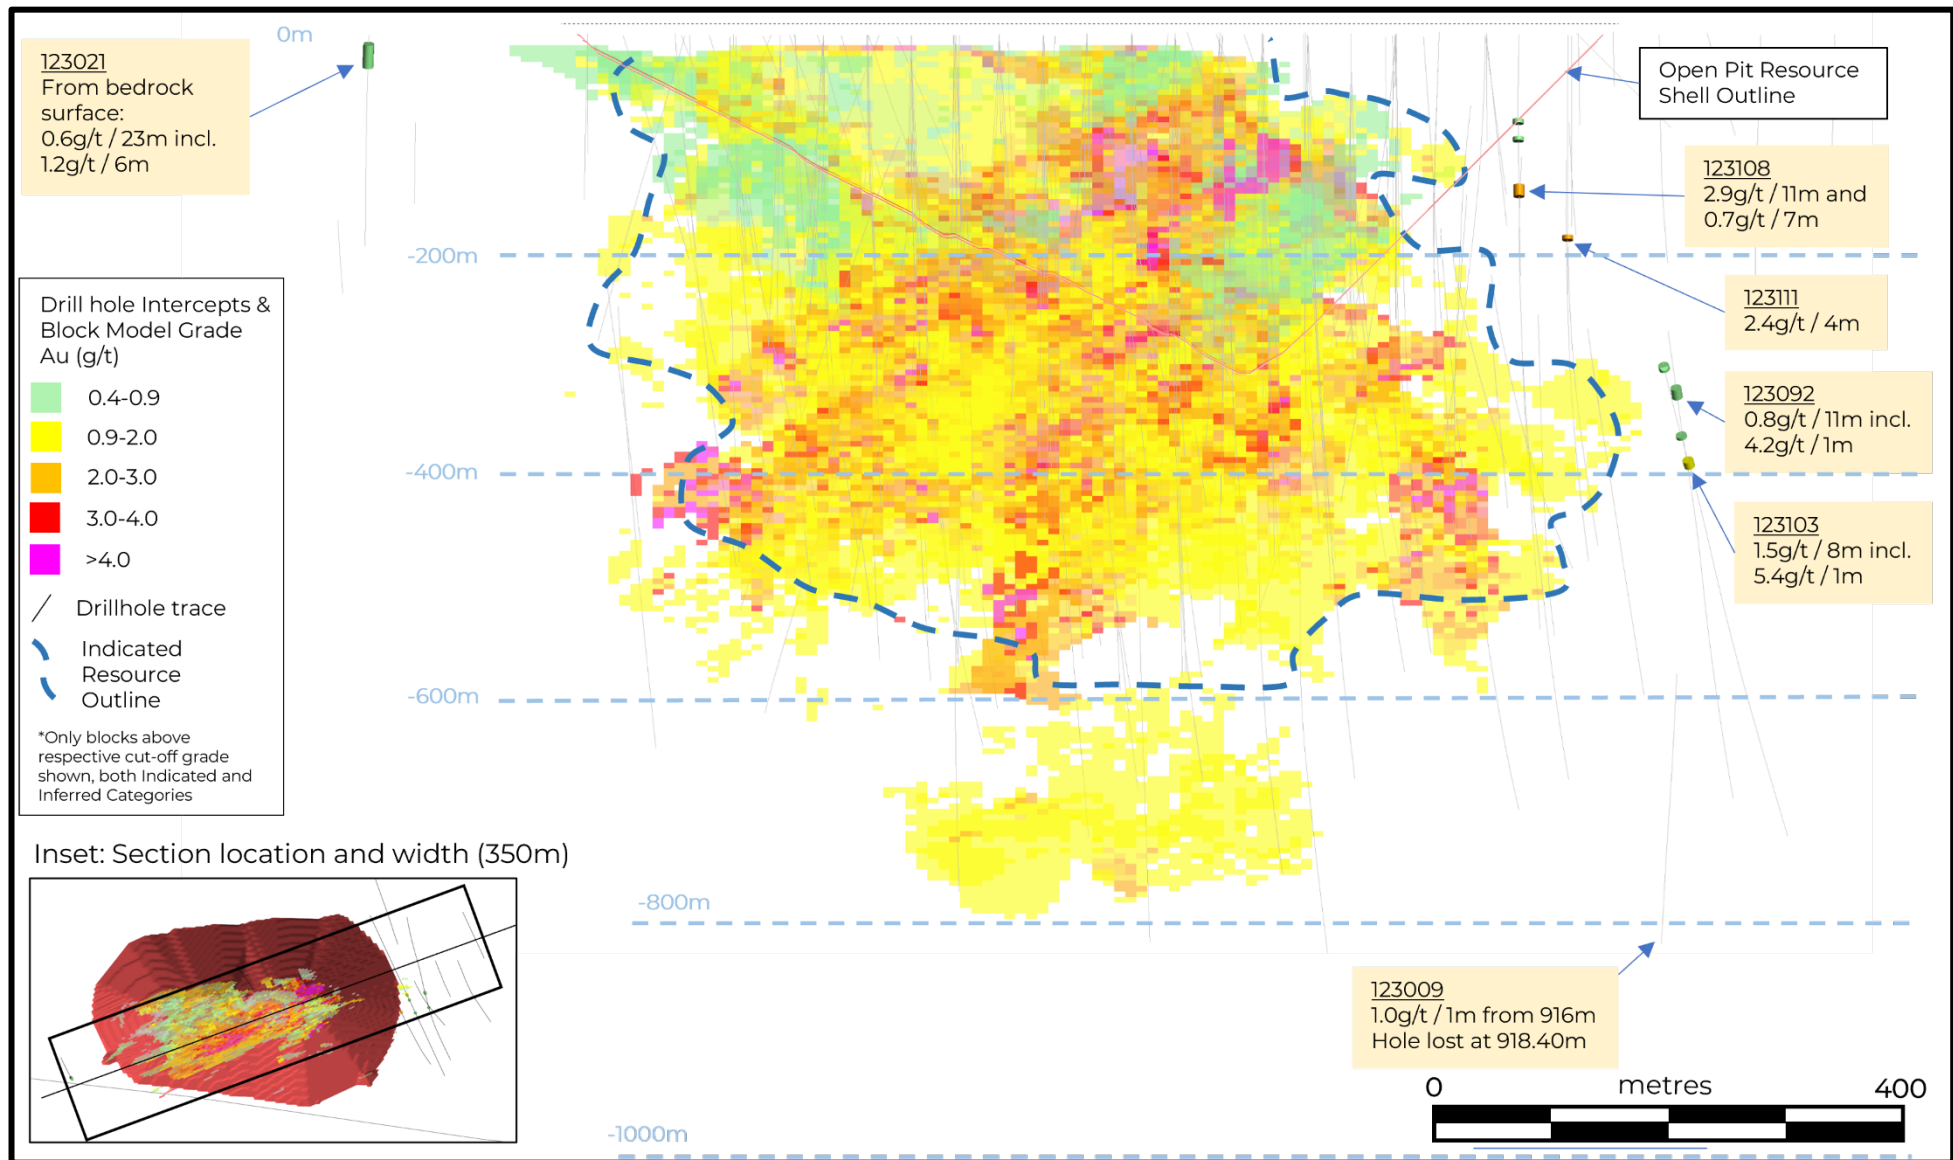 0m
123021
From bedrock
surface:
0.6g/t / 23m incl.
1.2g/t / 6m
Open Pit Resource
Shell Outline
123108
2.9g/t / 11m and
0.7g/t / 7m
-200m
123111
2.4g/t / 4m
Drill hole Intercepts &
Block Model Grade
Au (g/t)
0.4-0.9
0.9-2.0
2.0-3.0
3.0-4.0
>4.0
Drillhole trace
Indicated
Resource
Outline
*Only blocks above
respective cut-off grade
shown, both Indicated and
Inferred Categories
123092
0.8g/t / 11m incl.
4.2g/t / 1m
-400m
123103
1.5g/t / 8m incl.
5.4g/t / 1m
-600m
Inset: Section location and width (350m)
-800m
123009
1.0g/t / 1m from 916m
Hole lost at 918.40m
0 metres 400
-1000m